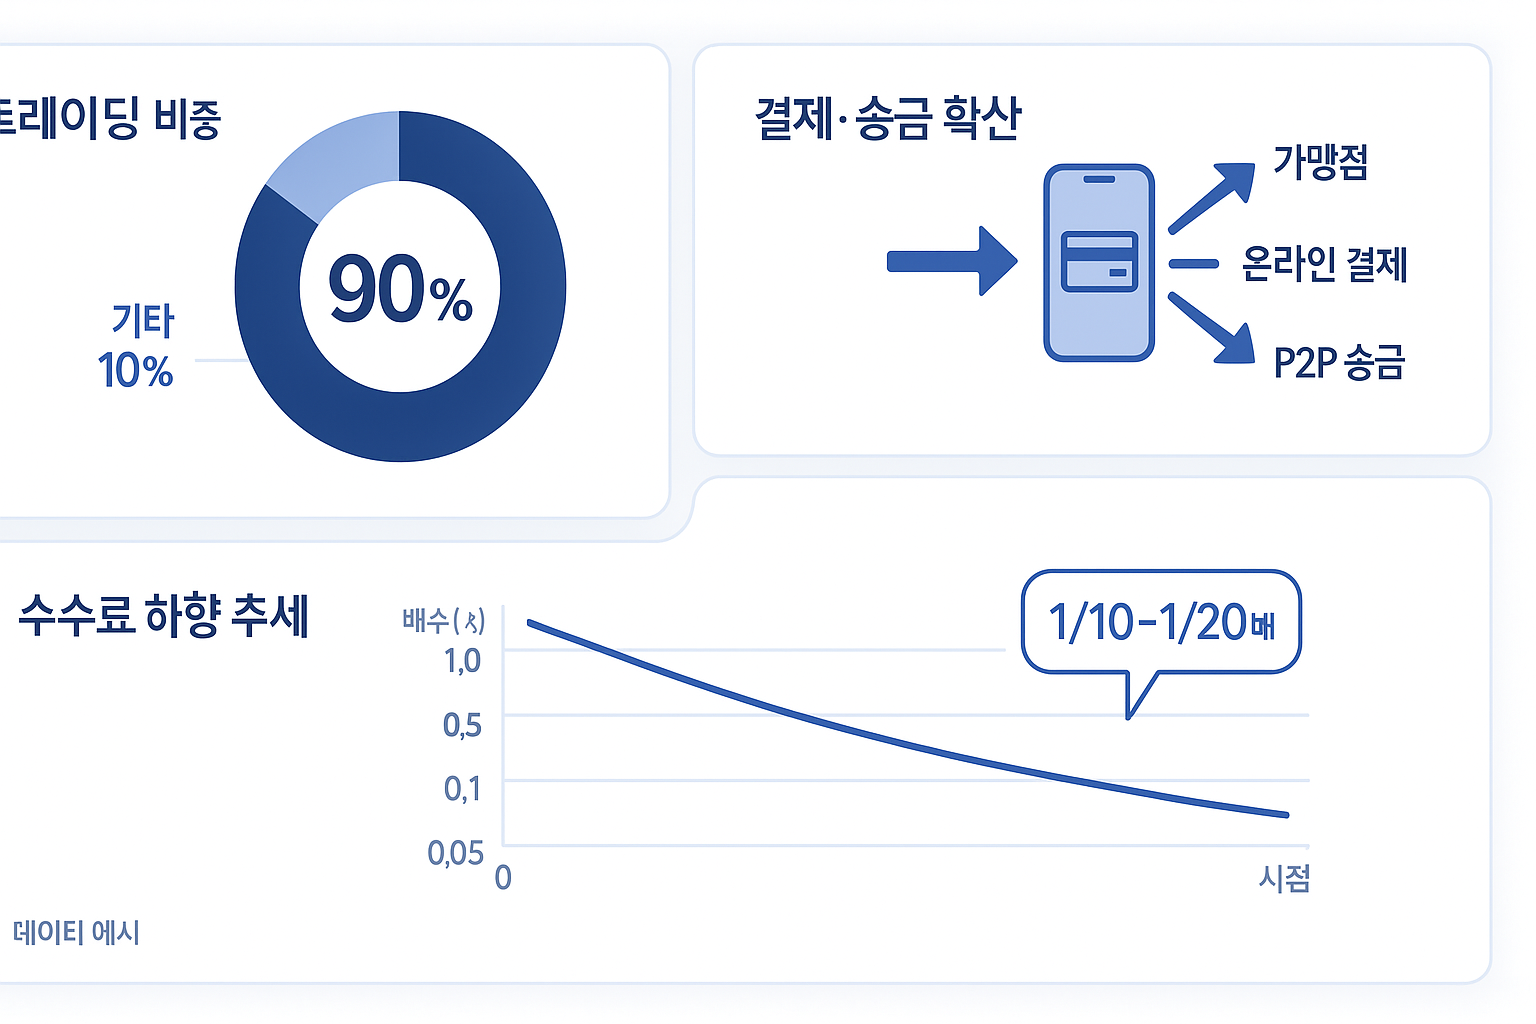 트레이딩 비중
90%
기타
10%
결제·송금 확산
가맹점
온라인 결제
P2P 송금
수수료 하향 추세
배수
1,0
0,5
0,1
0,05
0
시점
1/10-1/20배
데이티 에시